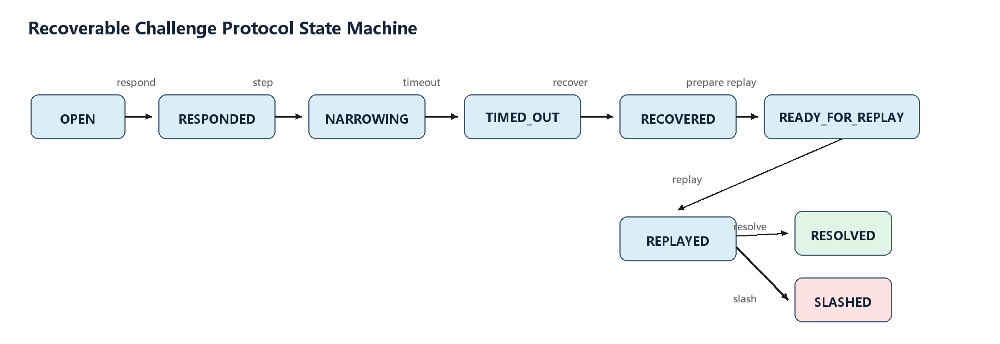 Recoverable Challenge Protocol State Machine
respond
step
timeout
recover
prepare replay
OPEN
RESPONDED
NARROWING
TIMED_OUT
RECOVERED
READY_FOR_REPLAY
replay
resolve
REPLAYED
RESOLVED
slash
SLASHED